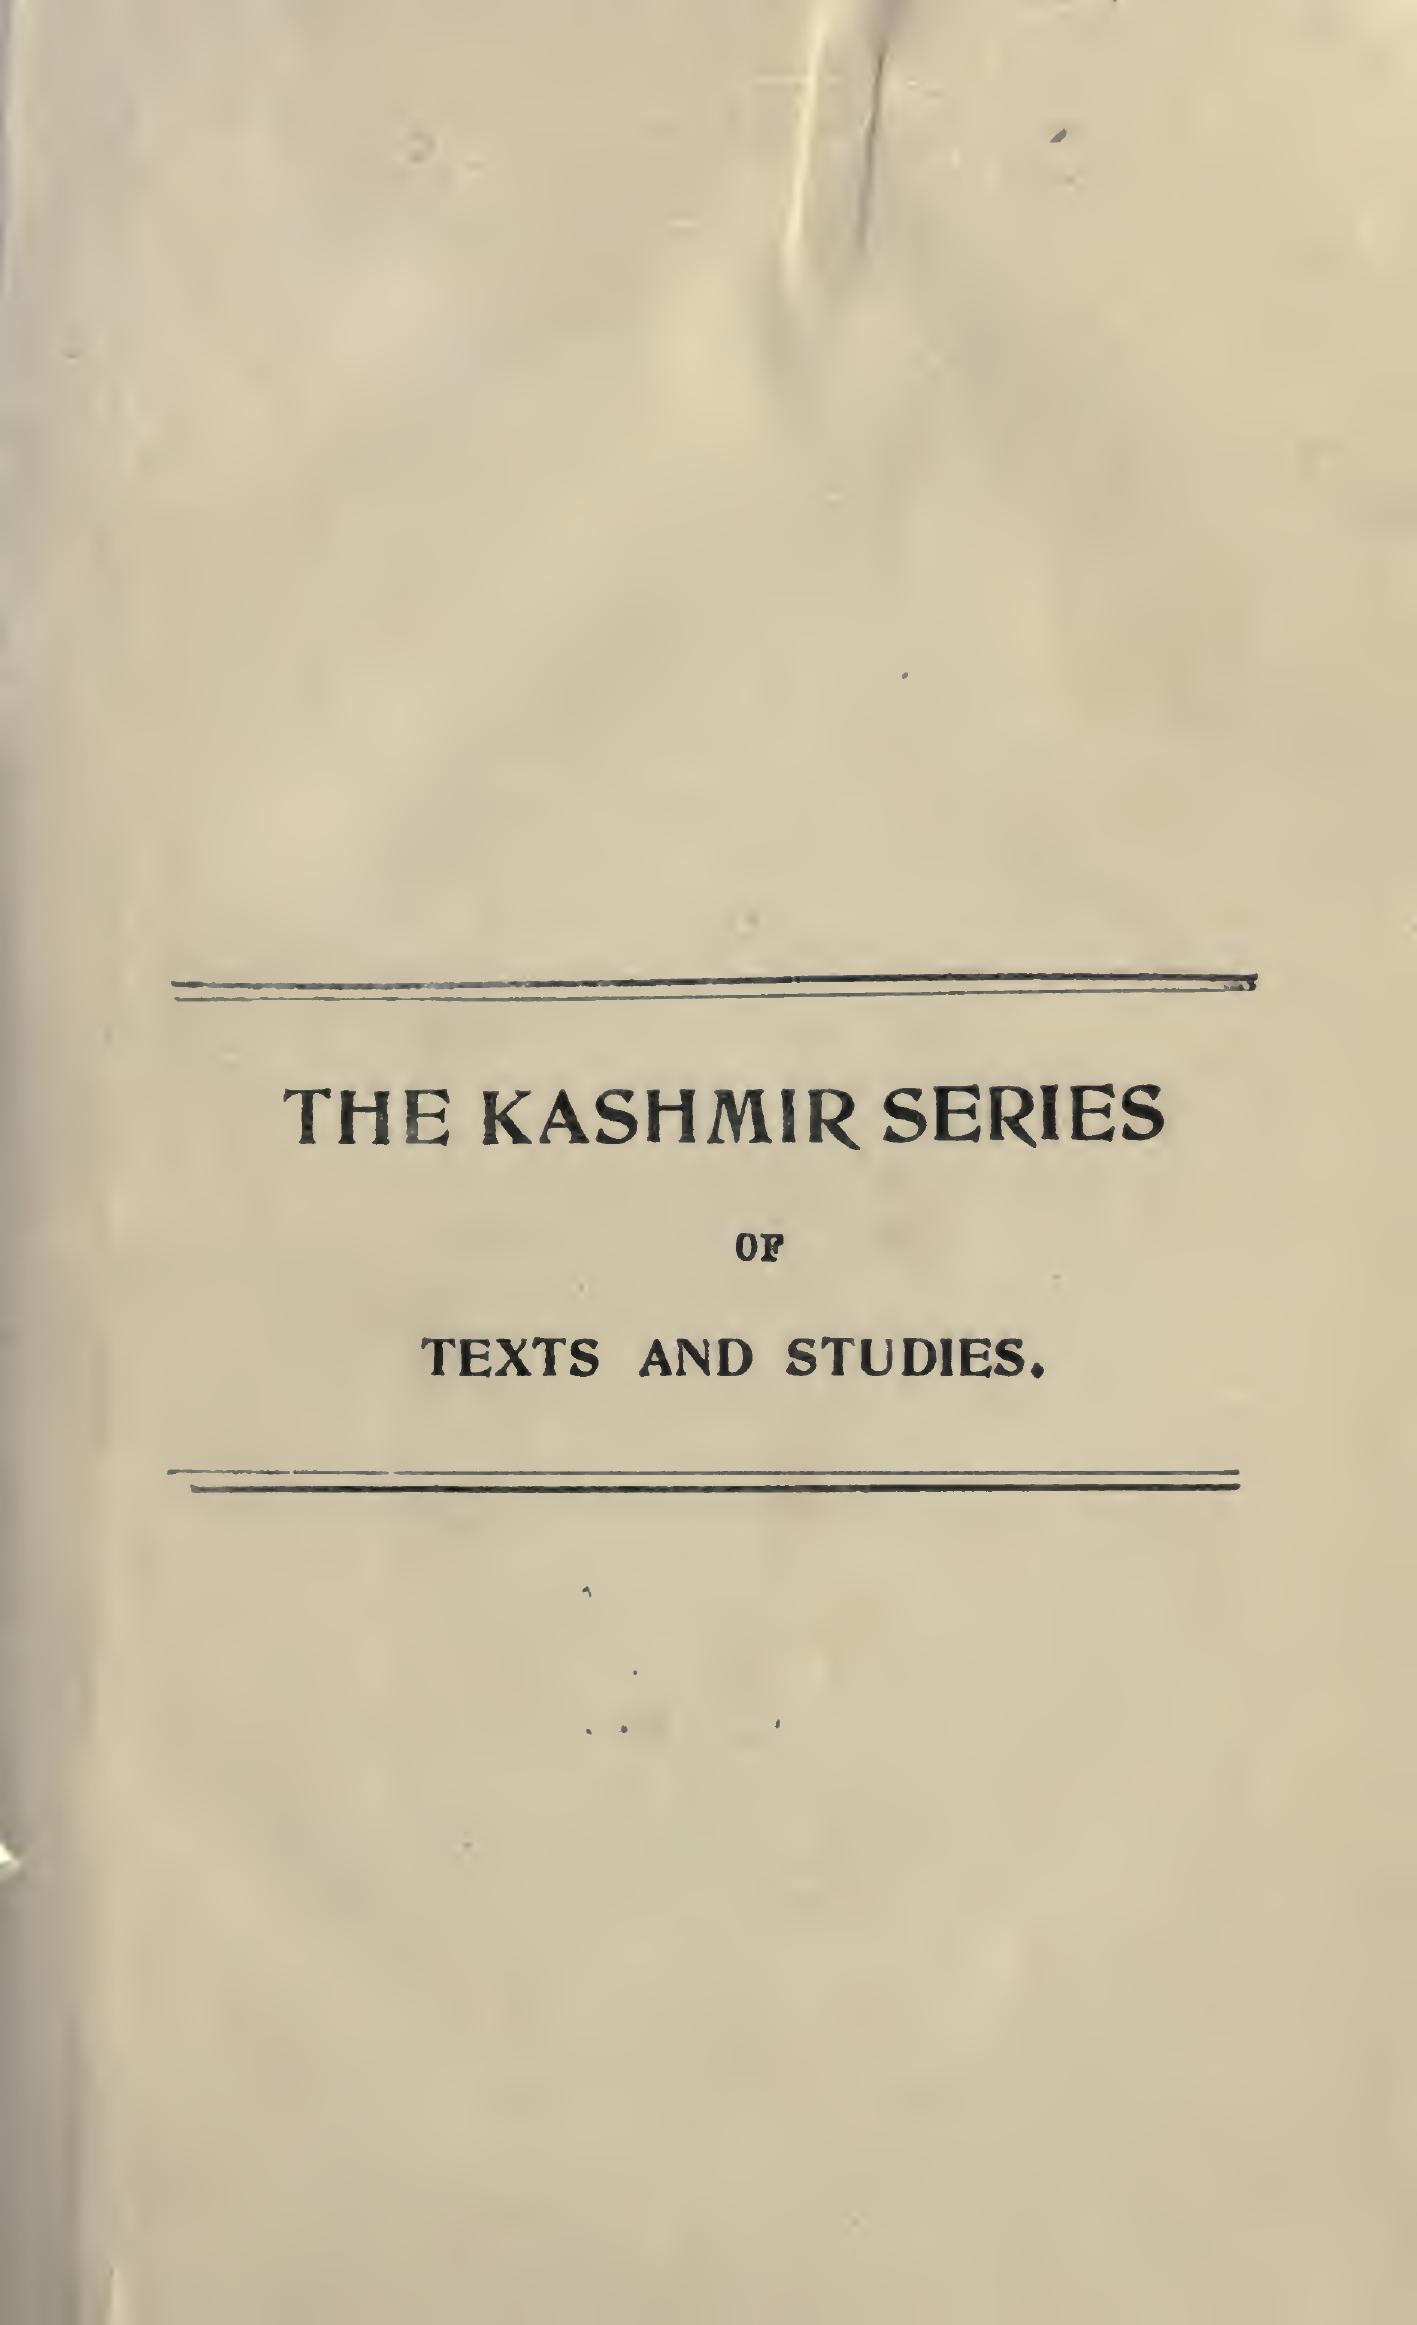 THE KASHMIR SERIES
OF
TEXTS AND STUDIES.